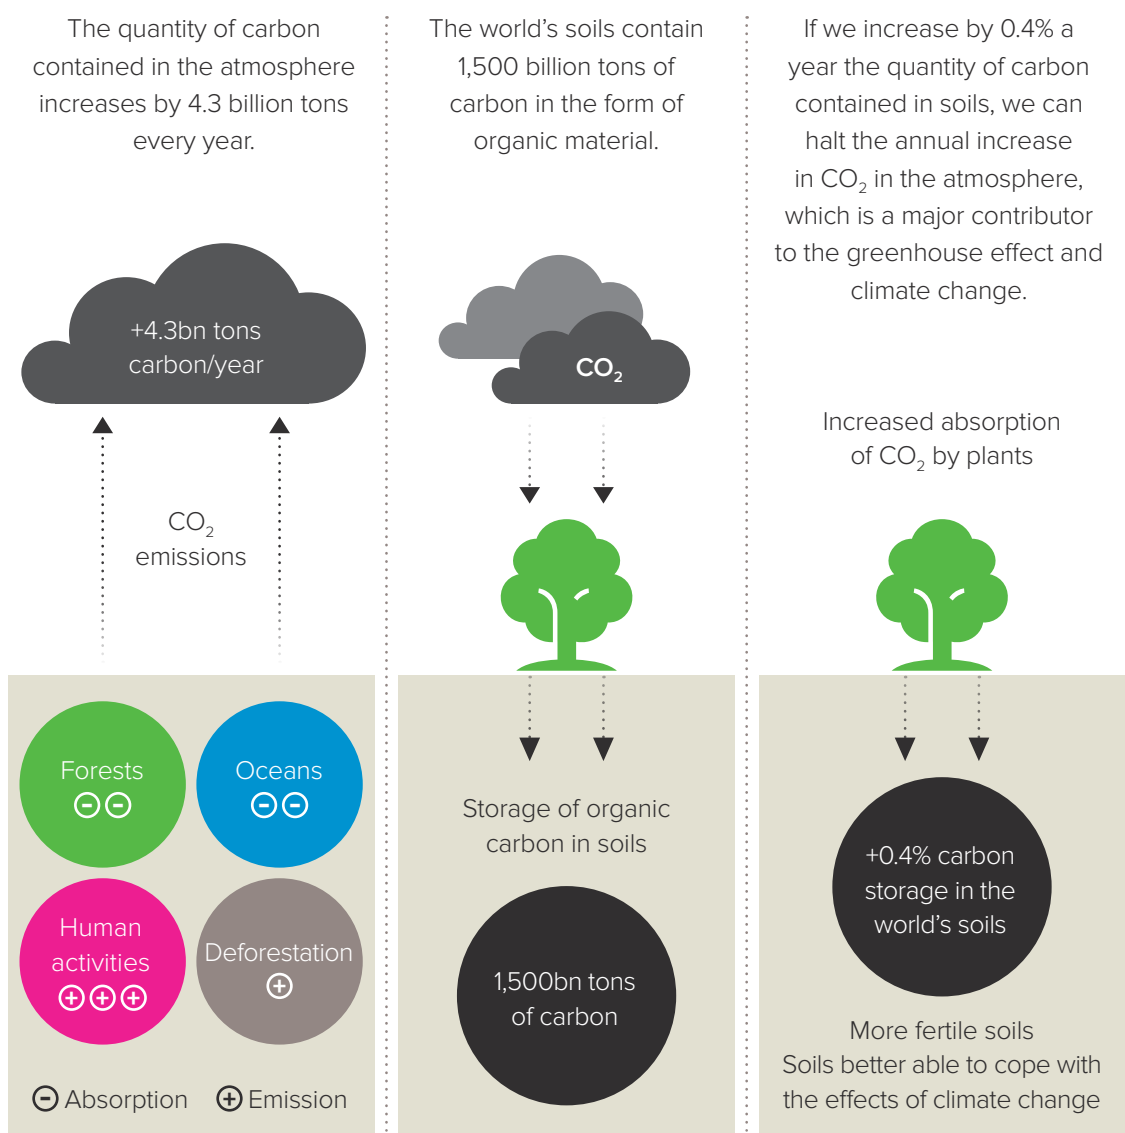 The quantity of carbon
contained in the atmosphere
increases by 4.3 billion tons
every year.
+4.3bn tons
carbon/year
CO₂
emissions
Forests
⊖⊖
Oceans
⊖⊖
Human
activities
⊕⊕⊕
Deforestation
⊕
⊖ Absorption ⊕ Emission
The world’s soils contain
1,500 billion tons of
carbon in the form of
organic material.
CO₂
Storage of organic
carbon in soils
1,500bn tons
of carbon
If we increase by 0.4% a
year the quantity of carbon
contained in soils, we can
halt the annual increase
in CO₂ in the atmosphere,
which is a major contributor
to the greenhouse effect and
climate change.
Increased absorption
of CO₂ by plants
+0.4% carbon
storage in the
world’s soils
More fertile soils
Soils better able to cope with
the effects of climate change